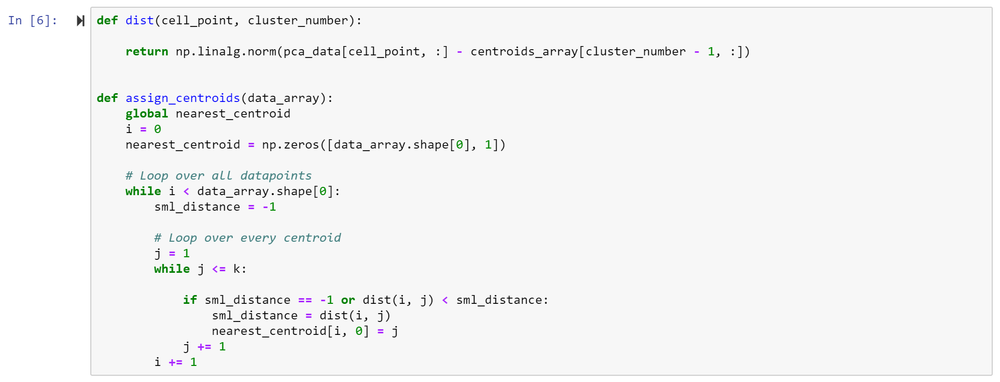 In [6]:
def dist(cell_point, cluster_number):
    return np.linalg.norm(pca_data[cell_point, :] - centroids_array[cluster_number - 1, :])
def assign_centroids(data_array):
    global nearest_centroid
    i = 0
    nearest_centroid = np.zeros([data_array.shape[0], 1])
    # Loop over all datapoints
    while i < data_array.shape[0]:
        sml_distance = -1
        # Loop over every centroid
        j = 1
        while j <= k:
            if sml_distance == -1 or dist(i, j) < sml_distance:
                sml_distance = dist(i, j)
                nearest_centroid[i, 0] = j
            j += 1
        i += 1